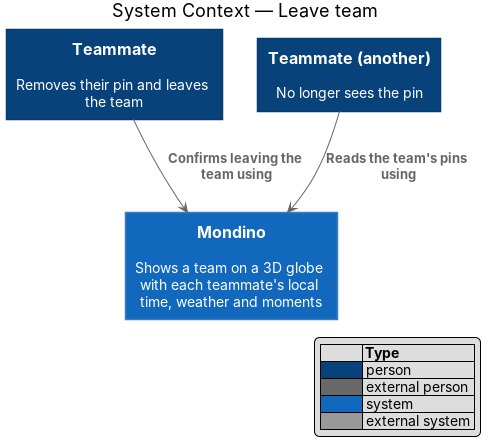 System Context — Leave team
Teammate
Removes their pin and leaves
the team
Teammate (another)
No longer sees the pin
Confirms leaving the
team using
Reads the team's pins
using
Mondino
Shows a team on a 3D globe
with each teammate's local
time, weather and moments
Type
person
external person
system
external system